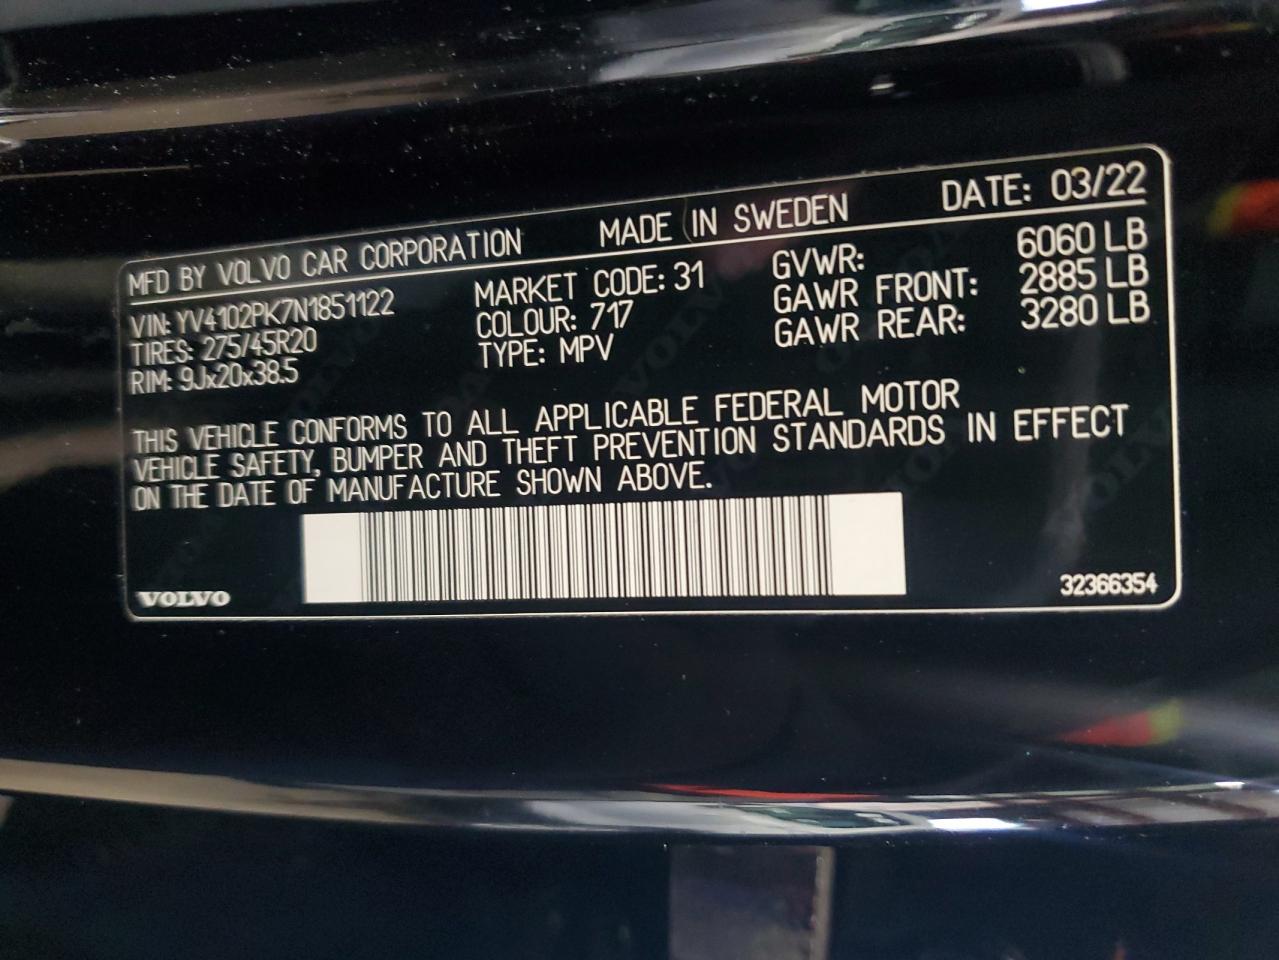 MFD BY VOLVO CAR CORPORATION MADE IN SWEDEN DATE: 03/22
VIN: YV4102PK7N1851122 MARKET CODE: 31 GVWR: 6060 LB
TIRES: 275/45R20 COLOUR: 717 GAWR FRONT: 2885 LB
RIM: 9Jx20x38.5 TYPE: MPV GAWR REAR: 3280 LB
THIS VEHICLE CONFORMS TO ALL APPLICABLE FEDERAL MOTOR
VEHICLE SAFETY, BUMPER AND THEFT PREVENTION STANDARDS IN EFFECT
ON THE DATE OF MANUFACTURE SHOWN ABOVE.
VOLVO 32366354